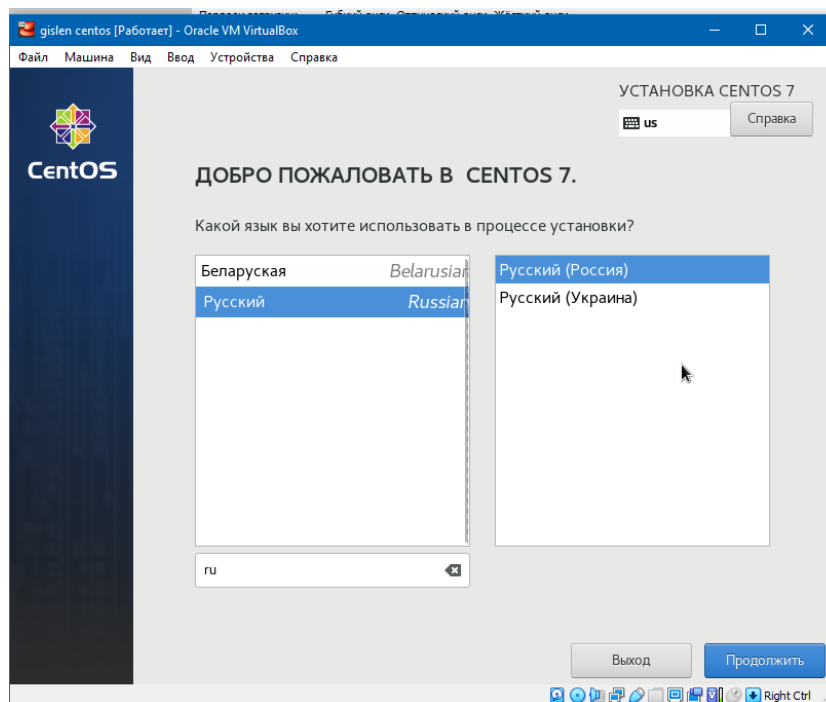 gislen centos [Работает] - Oracle VM VirtualBox
Файл Машина Вид Ввод Устройства Справка
УСТАНОВКА CENTOS 7
us Справка
CentOS
ДОБРО ПОЖАЛОВАТЬ В CENTOS 7.
Какой язык вы хотите использовать в процессе установки?
Беларуская Belarusian
Русский Russian
Русский (Россия)
Русский (Украина)
ru
Выход Продолжить
Right Ctrl